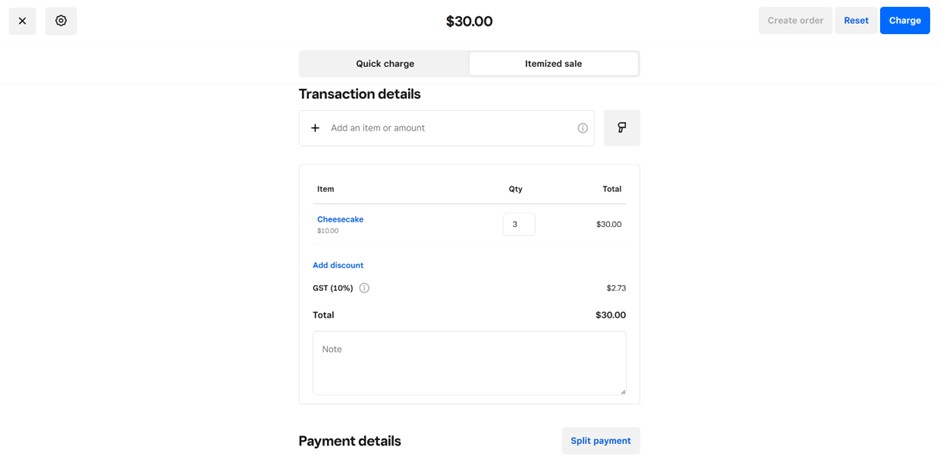 $30.00
Create order
Reset
Charge
Quick charge
Itemized sale
Transaction details
Add an item or amount
Item Qty Total
Cheesecake
$10.00
3
$30.00
Add discount
GST (10%) $2.73
Total $30.00
Note
Payment details
Split payment